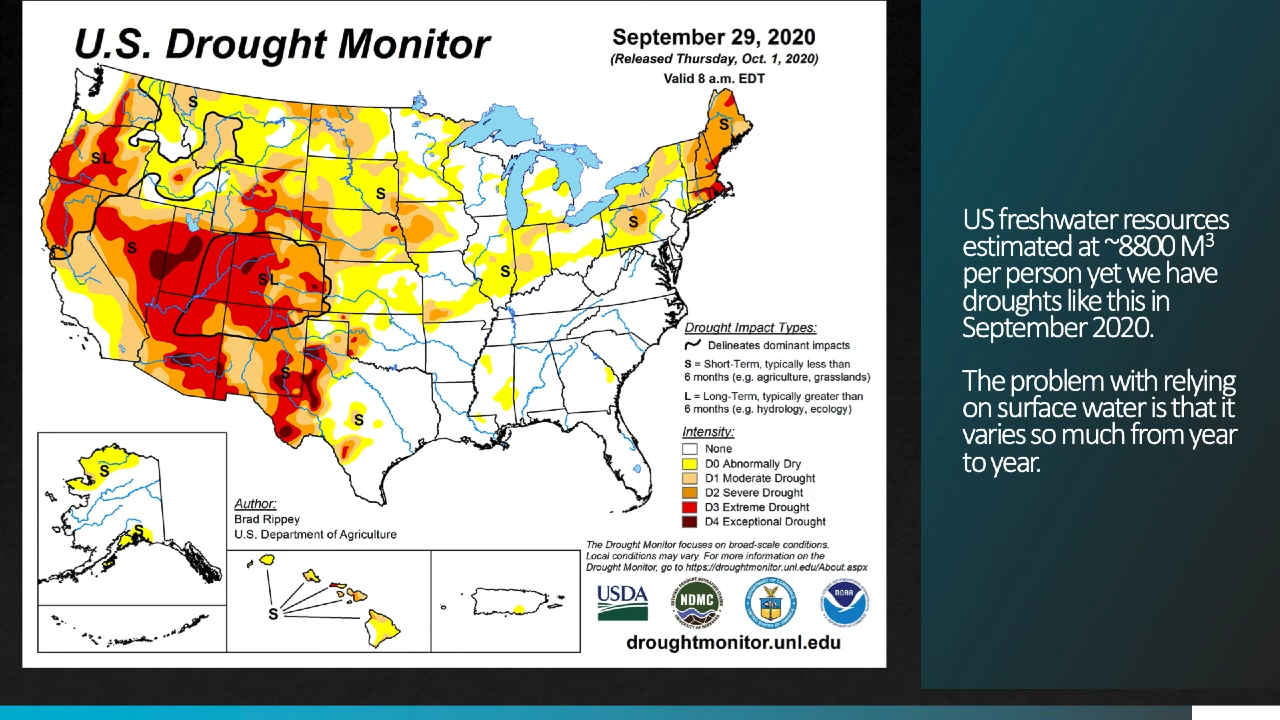 U.S. Drought Monitor
September 29, 2020
(Released Thursday, Oct. 1, 2020)
Valid 8 a.m. EDT
S
S
SL
S
S
S
S
SL
S
S
S
Drought Impact Types:
Delineates dominant impacts
S = Short-Term, typically less than
6 months (e.g. agriculture, grasslands)
L = Long-Term, typically greater than
6 months (e.g. hydrology, ecology)
Intensity:
None
D0 Abnormally Dry
D1 Moderate Drought
D2 Severe Drought
D3 Extreme Drought
D4 Exceptional Drought
S
S
Author:
Brad Rippey
U.S. Department of Agriculture
S
The Drought Monitor focuses on broad-scale conditions.
Local conditions may vary. For more information on the
Drought Monitor, go to https://droughtmonitor.unl.edu/About.aspx
USDA
NDMC
NOAA
droughtmonitor.unl.edu
US freshwater resources
estimated at ~8800 M³
per person yet we have
droughts like this in
September 2020.
The problem with relying
on surface water is that it
varies so much from year
to year.